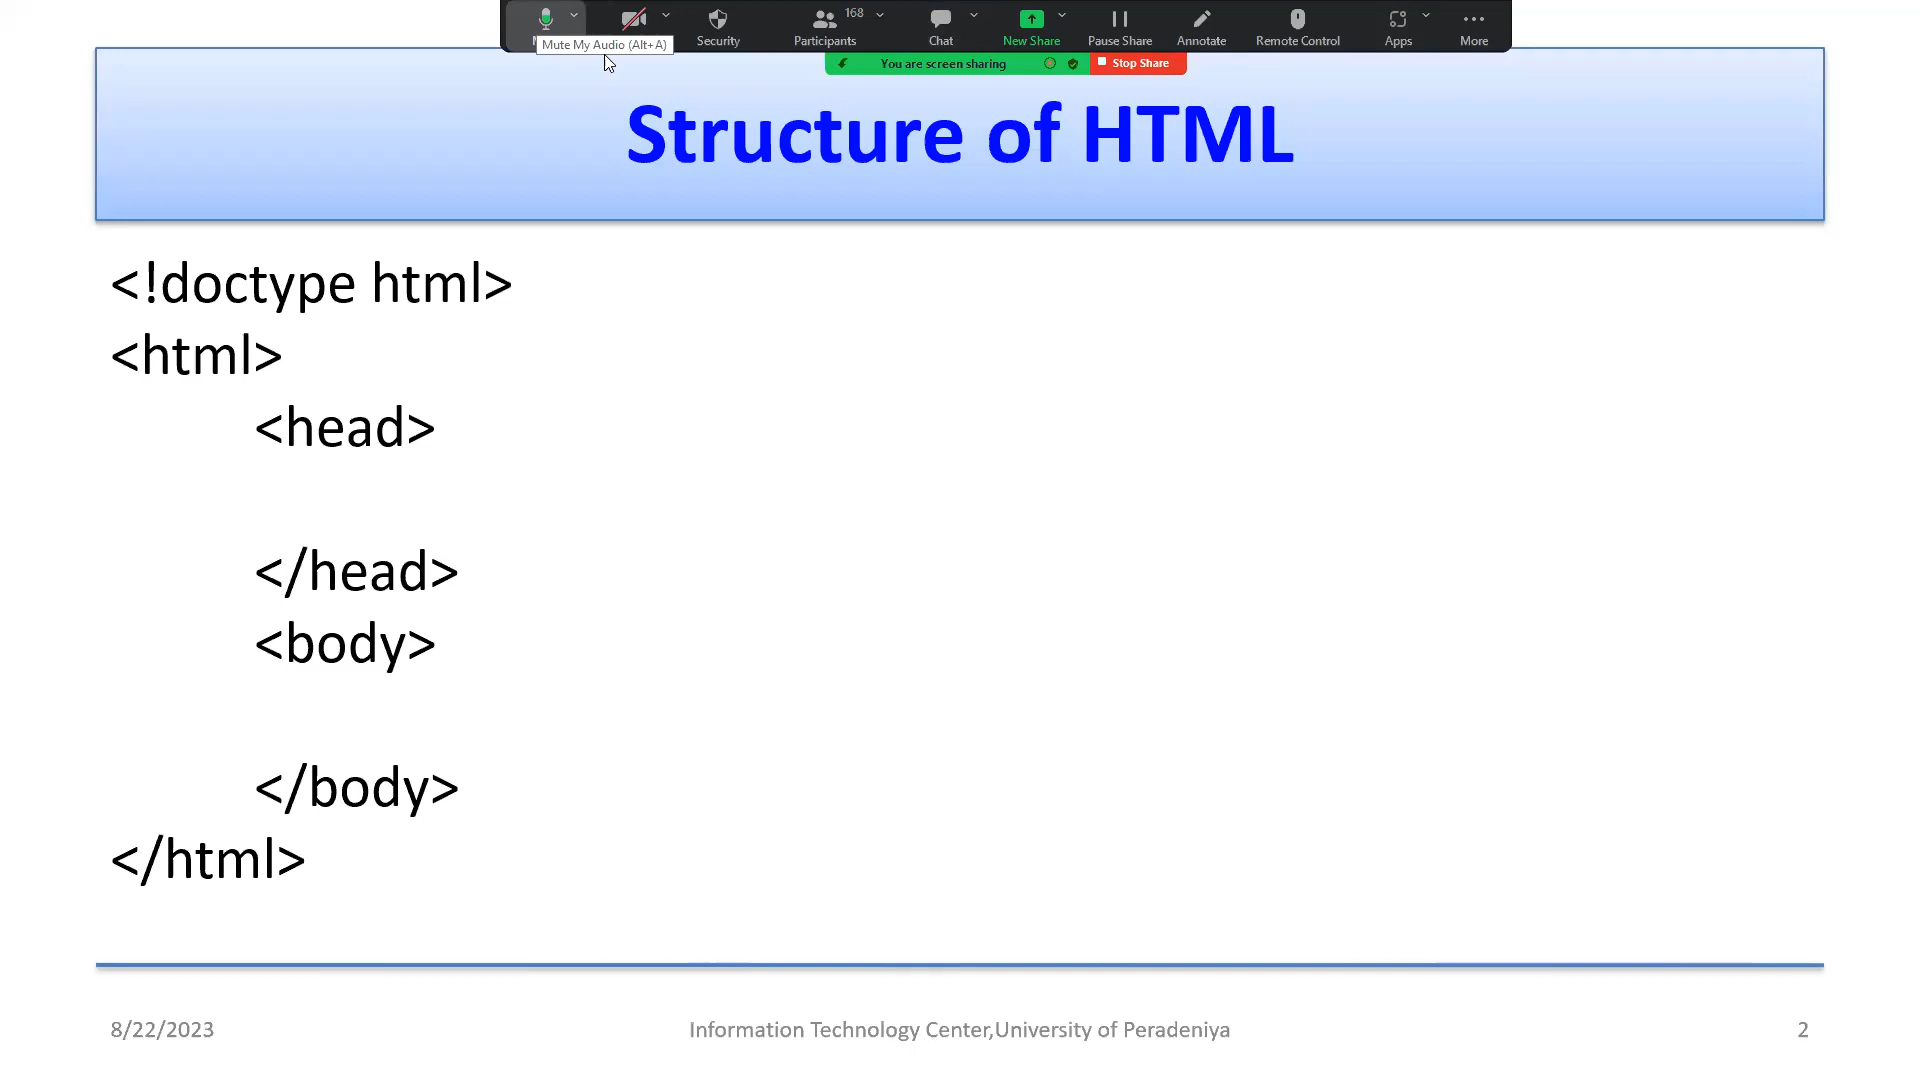 168
Security
Participants
Chat
New Share
Pause Share
Annotate
Remote Control
Apps
More
Mute My Audio (Alt+A)
You are screen sharing
Stop Share
Structure of HTML
<!doctype html>
<html>
<head>
</head>
<body>
</body>
</html>
8/22/2023
Information Technology Center,University of Peradeniya
2